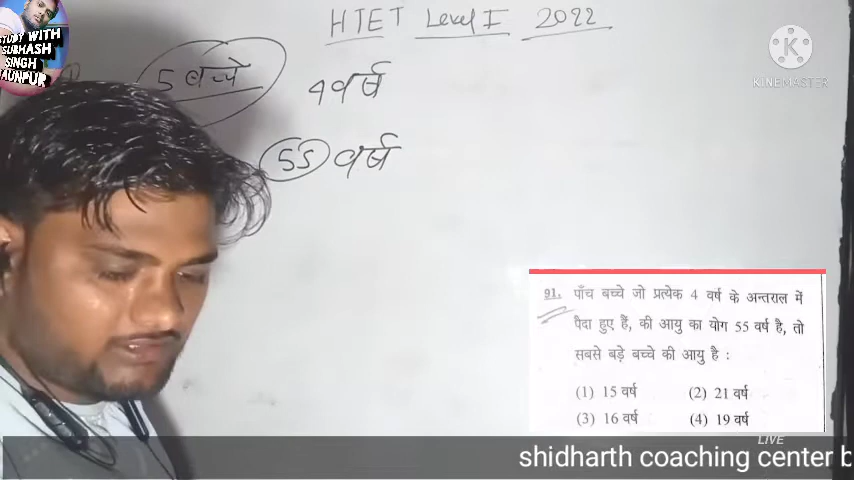 HTET Level I 2022
STUDY WITH
SUBHASH
SINGH
JAUNPUR
KINEMASTER
5 बच्चे 4 वर्ष
55 वर्ष
91. पाँच बच्चे जो प्रत्येक 4 वर्ष के अन्तराल में
पैदा हुए हैं, की आयु का योग 55 वर्ष है, तो
सबसे बड़े बच्चे की आयु है :
(1) 15 वर्ष (2) 21 वर्ष
(3) 16 वर्ष (4) 19 वर्ष
LIVE
shidharth coaching center b